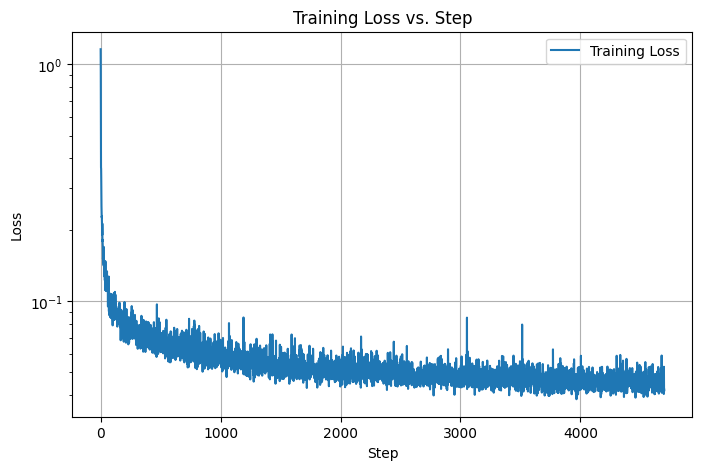 Training Loss vs. Step
Training Loss
10⁰
10⁻¹
Loss
0 1000 2000 3000 4000
Step